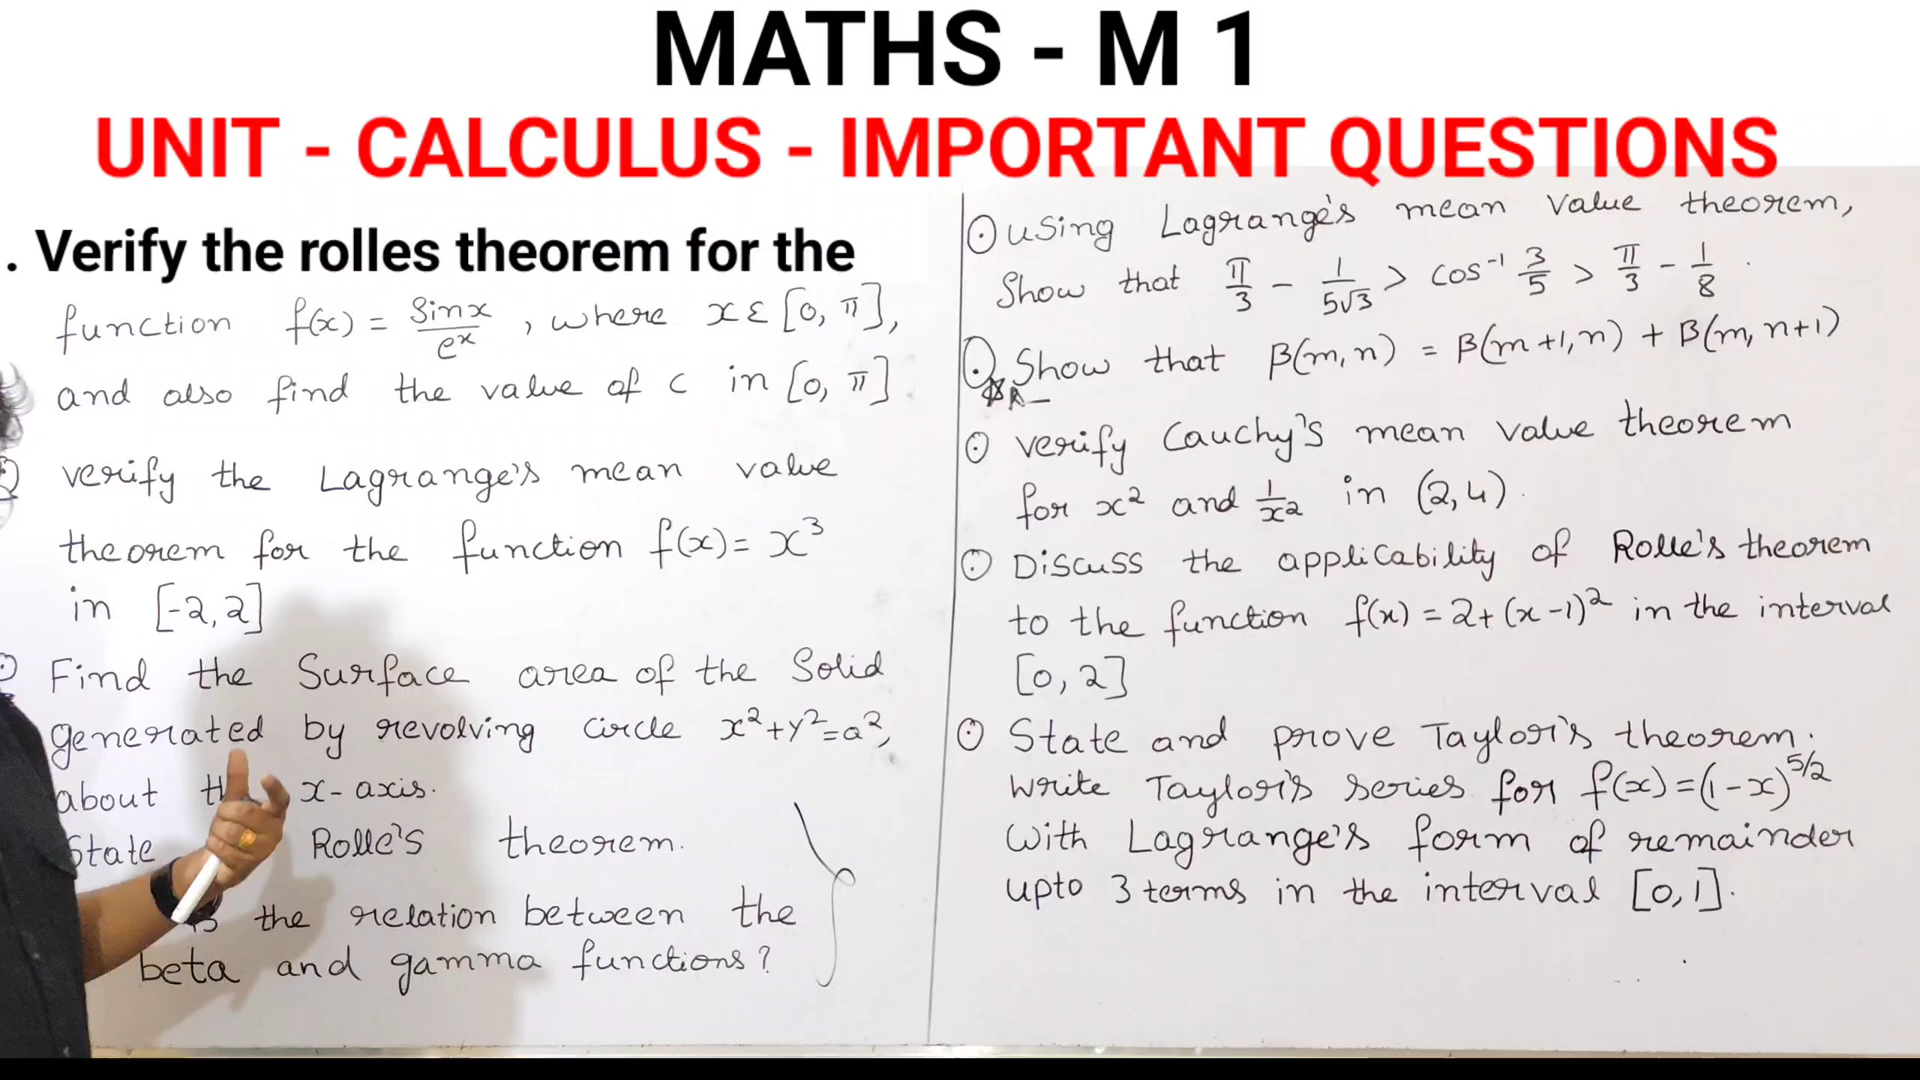 MATHS - M 1
UNIT - CALCULUS - IMPORTANT QUESTIONS
. Verify the rolles theorem for the
function f(x) = sinx/e^x , where x ε [0, π],
and also find the value of c in [0, π]
verify the Lagrange's mean value
theorem for the function f(x) = x³
in [-2,2]
Find the Surface area of the Solid
generated by revolving circle x²+y²=a²,
about x-axis.
State Rolle's theorem.
the relation between the
beta and gamma functions?
using Lagrange's mean value theorem,
Show that π/3 - 1/5√3 > cos⁻¹ 3/5 > π/3 - 1/8
Show that β(m,n) = β(m+1,n) + β(m,n+1)
verify Cauchy's mean value theorem
for x² and 1/x² in (2,4).
Discuss the applicability of Rolle's theorem
to the function f(x) = 2+(x-1)² in the interval
[0,2]
State and prove Taylor's theorem.
write Taylor's series for f(x)=(1-x)^5/2
with Lagrange's form of remainder
upto 3 terms in the interval [0,1].